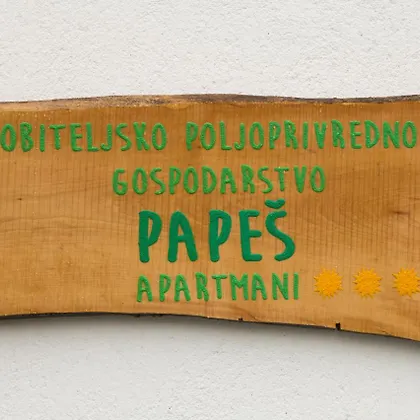 OBITELJSKO POLJOPRIVREDNO
GOSPODARSTVO
PAPEŠ
APARTMANI